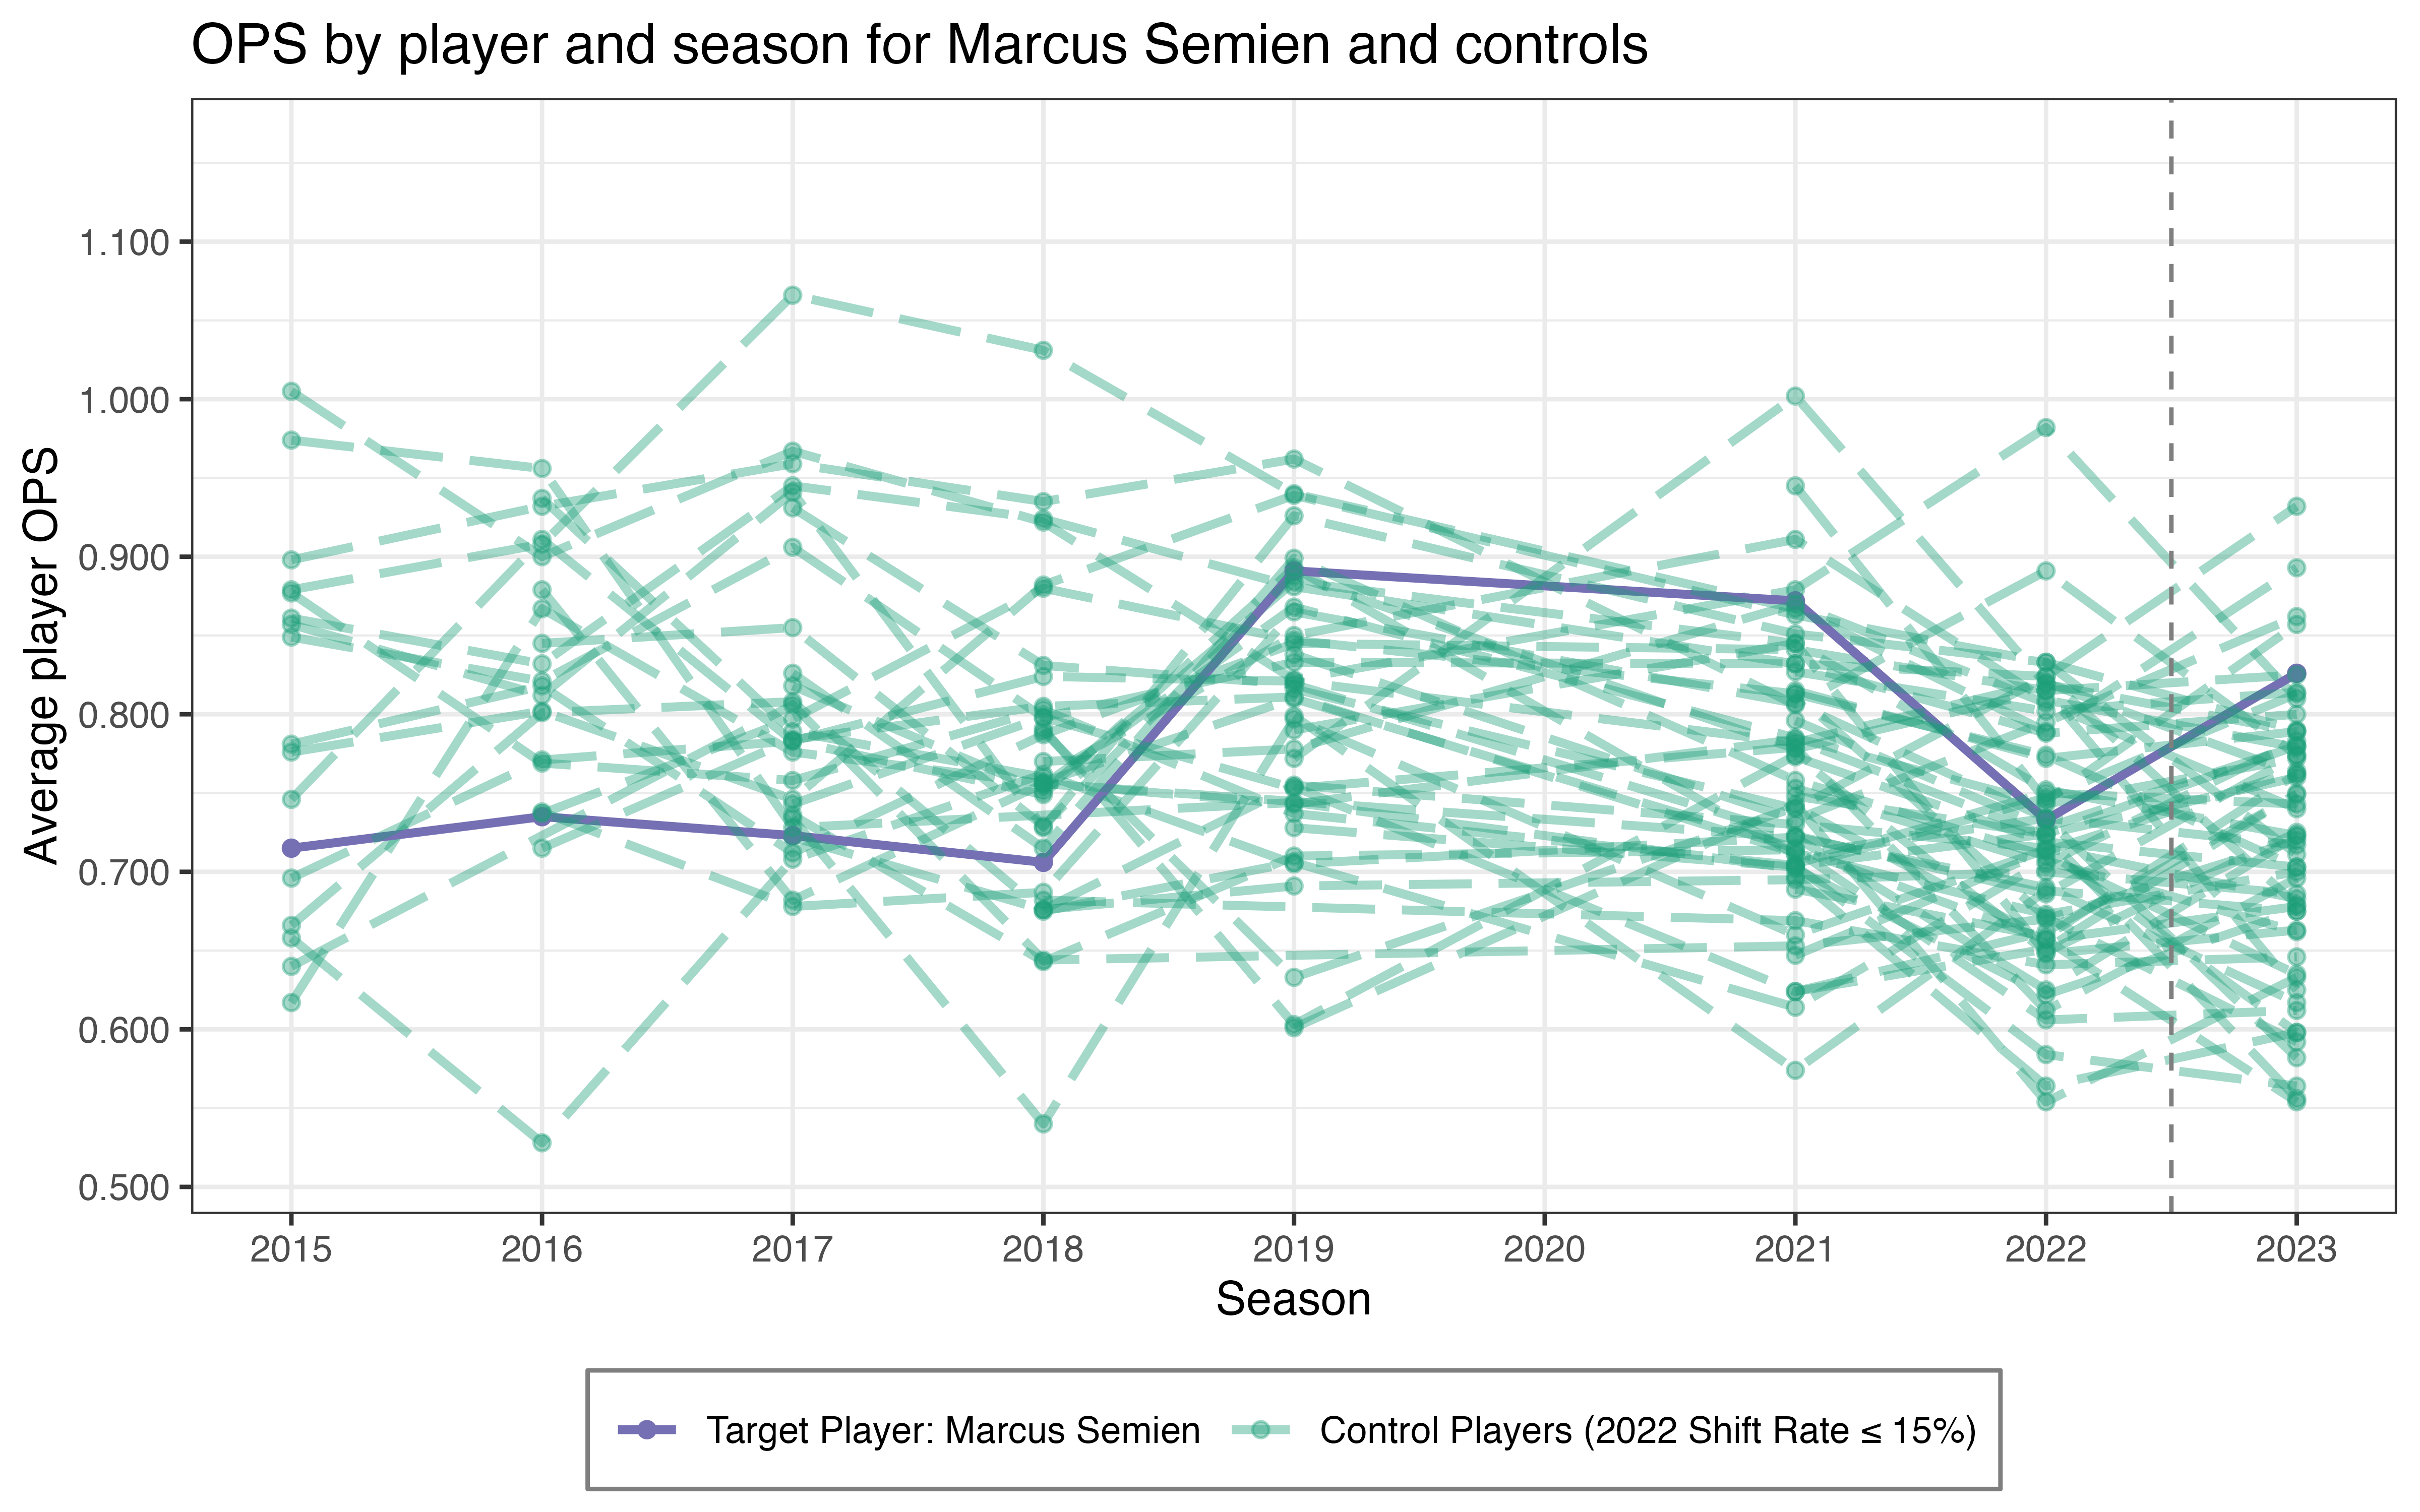 OPS by player and season for Marcus Semien and controls
Average player OPS
1.100
1.000
0.900
0.800
0.700
0.600
0.500
2015 2016 2017 2018 2019 2020 2021 2022 2023
Season
Target Player: Marcus Semien Control Players (2022 Shift Rate ≤ 15%)